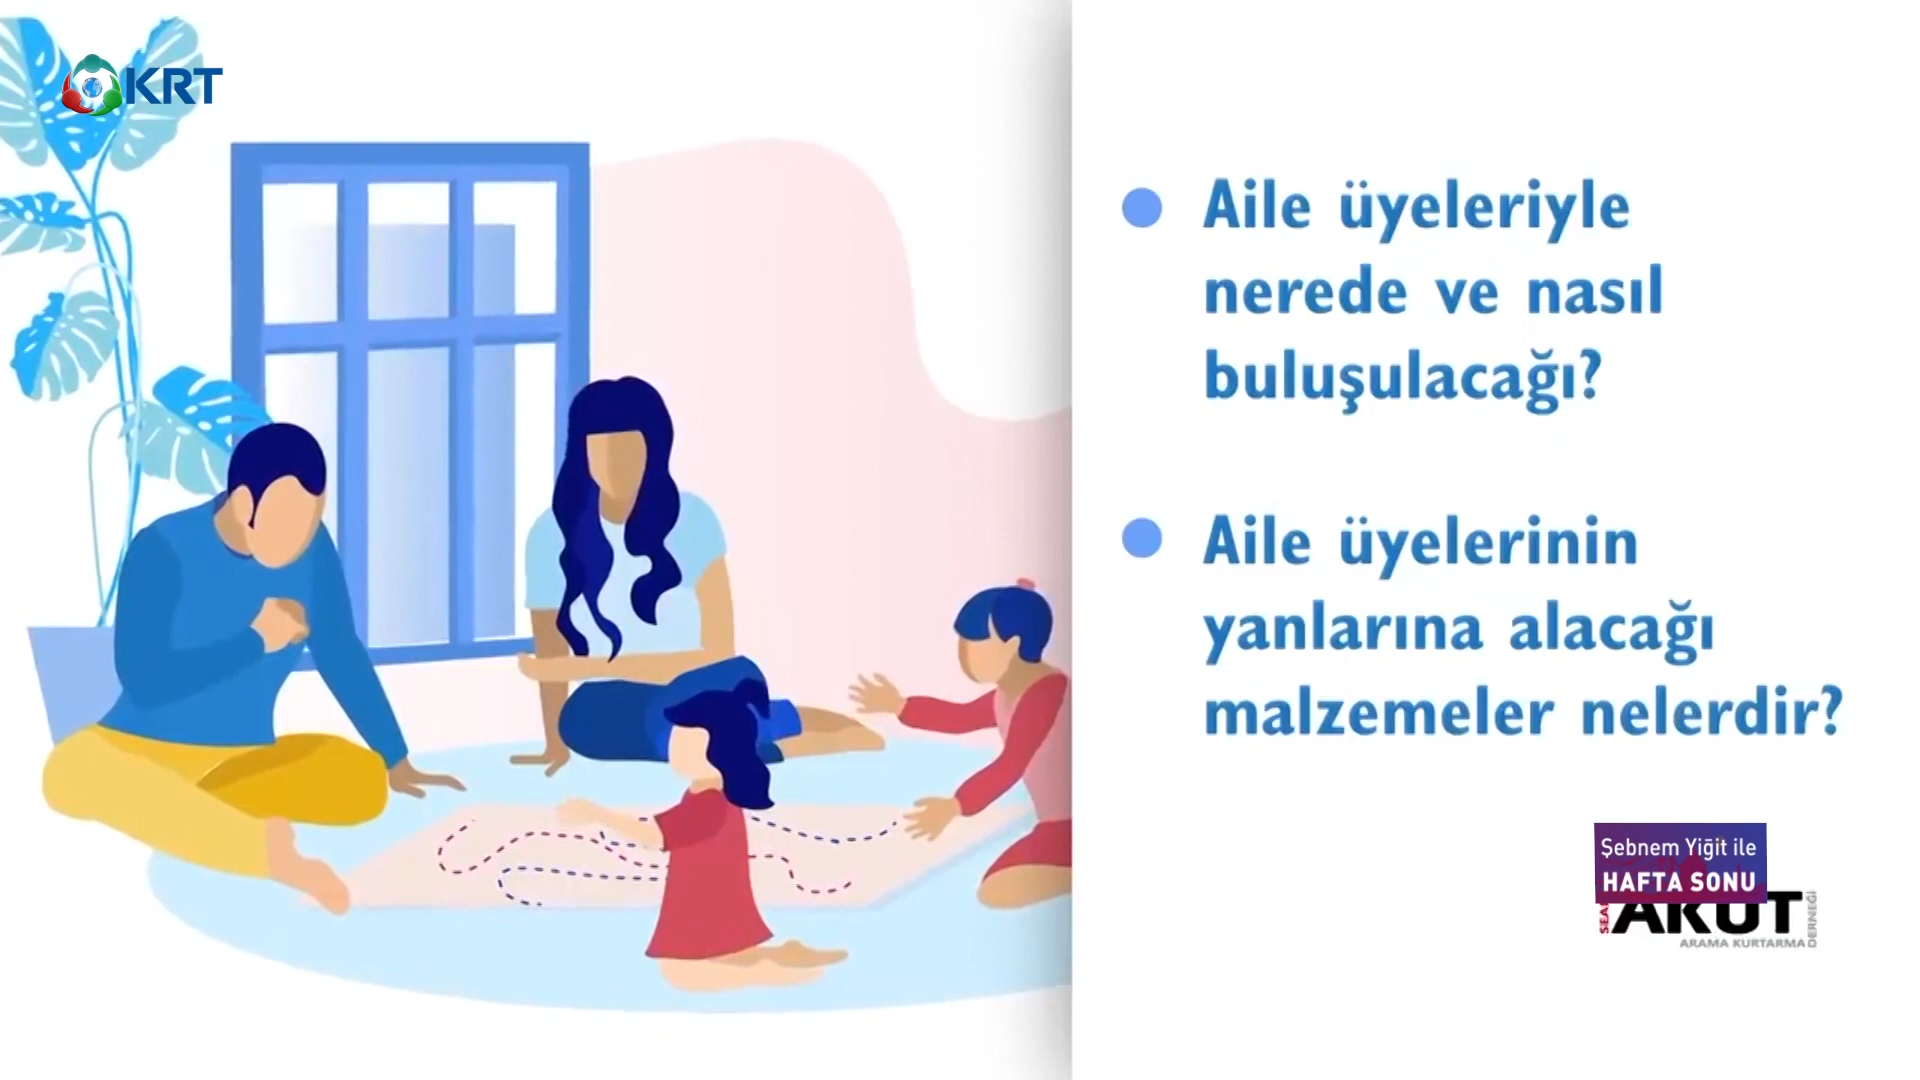 KRT
Aile üyeleriyle
nerede ve nasıl
buluşulacağı?
Aile üyelerinin
yanlarına alacağı
malzemeler nelerdir?
Şebnem Yiğit ile
HAFTA SONU
AKUT
ARAMA KURTARMA
DERNEĞİ